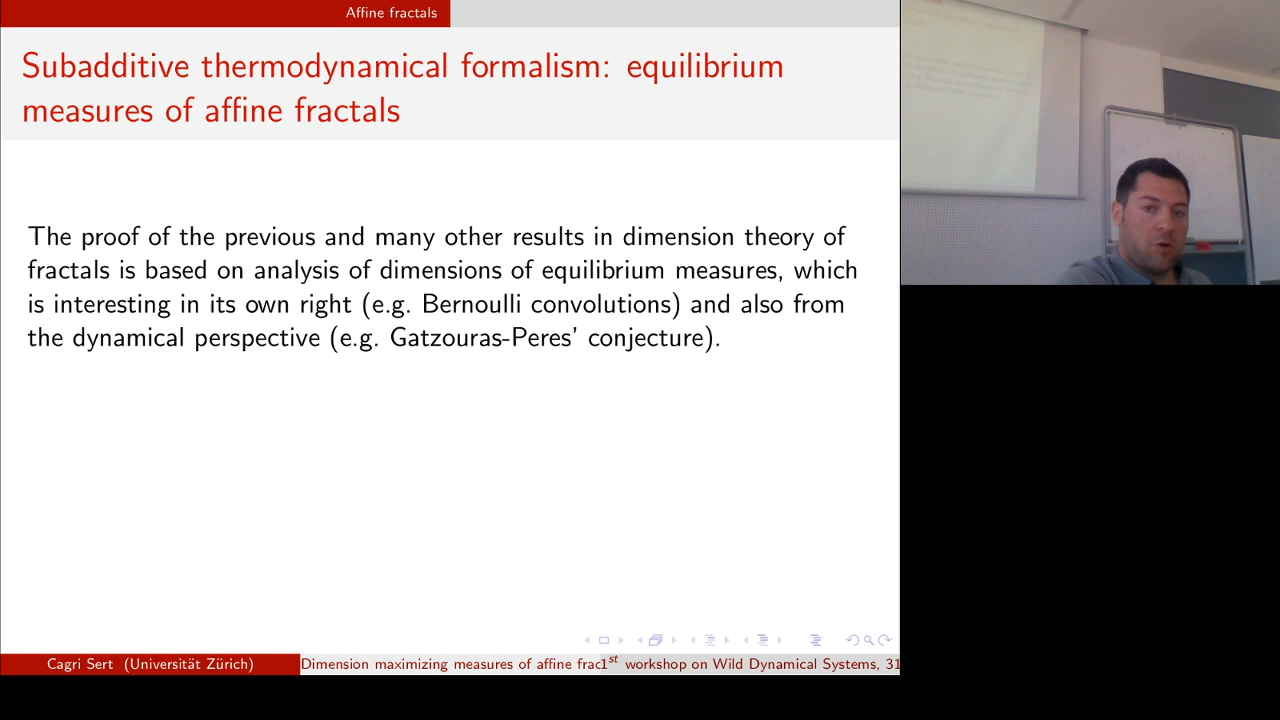 Affine fractals
Subadditive thermodynamical formalism: equilibrium
measures of affine fractals
The proof of the previous and many other results in dimension theory of
fractals is based on analysis of dimensions of equilibrium measures, which
is interesting in its own right (e.g. Bernoulli convolutions) and also from
the dynamical perspective (e.g. Gatzouras-Peres' conjecture).
Cagri Sert (Universität Zürich)
Dimension maximizing measures of affine frac
1st workshop on Wild Dynamical Systems, 31